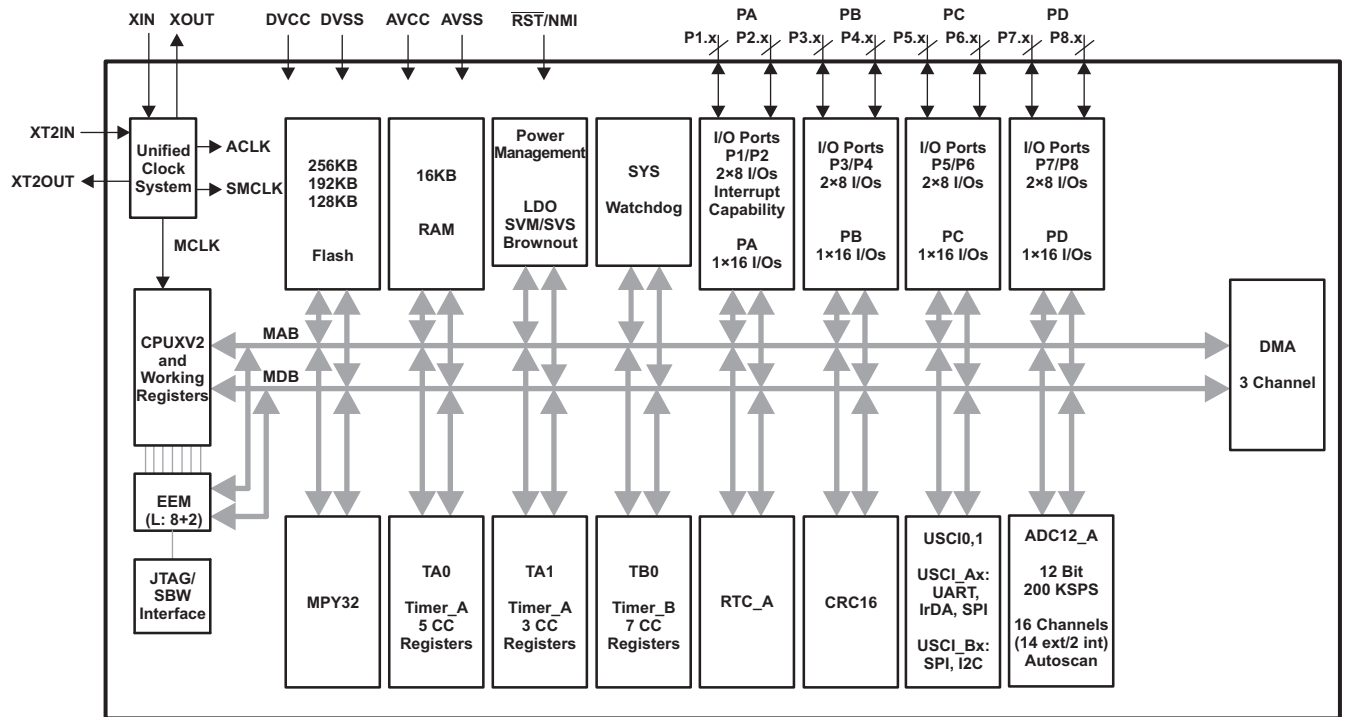 XIN XOUT DVCC DVSS AVCC AVSS RST/NMI
PA PB PC PD
P1.x P2.x P3.x P4.x P5.x P6.x P7.x P8.x
XT2IN
XT2OUT
Unified
Clock
System
ACLK
SMCLK
MCLK
256KB
192KB
128KB
Flash
16KB
RAM
Power
Management
LDO
SVM/SVS
Brownout
SYS
Watchdog
I/O Ports
P1/P2
2×8 I/Os
Interrupt
Capability
PA
1×16 I/Os
I/O Ports
P3/P4
2×8 I/Os
PB
1×16 I/Os
I/O Ports
P5/P6
2×8 I/Os
PC
1×16 I/Os
I/O Ports
P7/P8
2×8 I/Os
PD
1×16 I/Os
CPUXV2
and
Working
Registers
MAB
MDB
DMA
3 Channel
EEM
(L: 8+2)
JTAG/
SBW
Interface
MPY32
TA0
Timer_A
5 CC
Registers
TA1
Timer_A
3 CC
Registers
TB0
Timer_B
7 CC
Registers
RTC_A
CRC16
USCI0,1
USCI_Ax:
UART,
IrDA, SPI
USCI_Bx:
SPI, I2C
ADC12_A
12 Bit
200 KSPS
16 Channels
(14 ext/2 int)
Autoscan